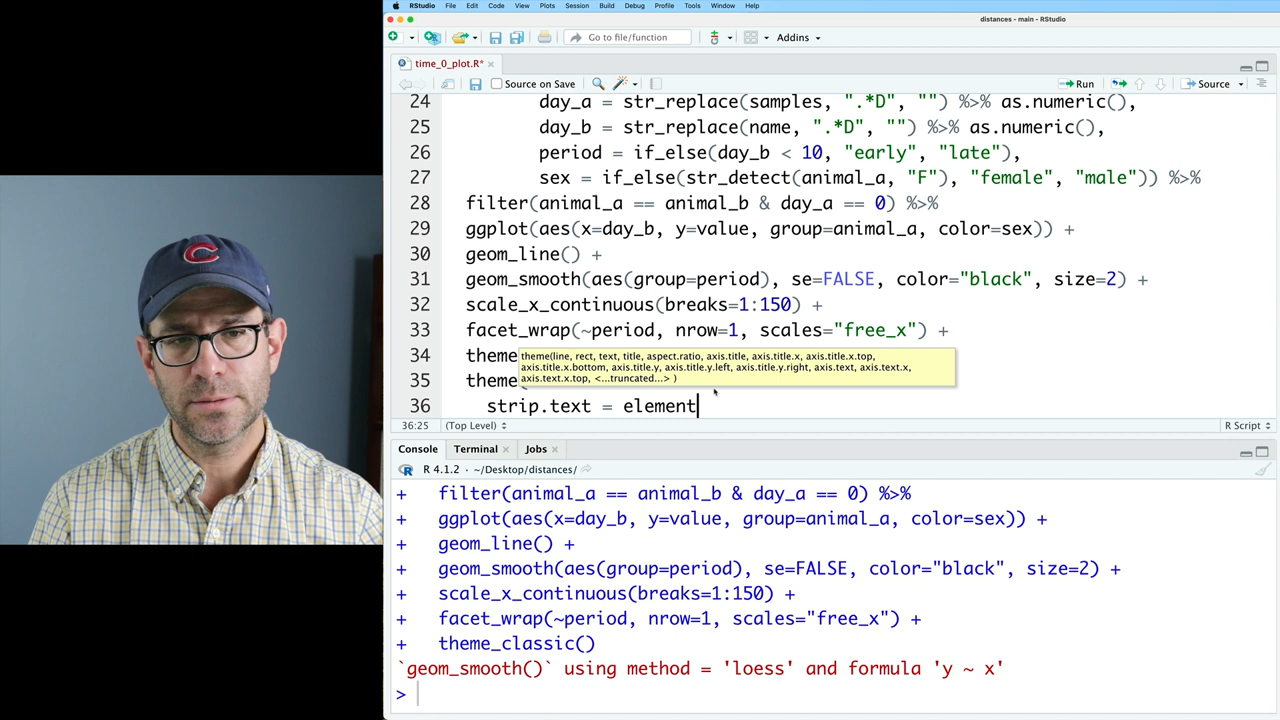 RStudio File Edit Code View Plots Session Build Debug Profile Tools Window Help
distances - main - RStudio
Go to file/function Addins
time_0_plot.R*
Source on Save Run Source
24 day_a = str_replace(samples, ".*D", "") %>% as.numeric(),
25 day_b = str_replace(name, ".*D", "") %>% as.numeric(),
26 period = if_else(day_b < 10, "early", "late"),
27 sex = if_else(str_detect(animal_a, "F"), "female", "male")) %>%
28 filter(animal_a == animal_b & day_a == 0) %>%
29 ggplot(aes(x=day_b, y=value, group=animal_a, color=sex)) +
30 geom_line() +
31 geom_smooth(aes(group=period), se=FALSE, color="black", size=2) +
32 scale_x_continuous(breaks=1:150) +
33 facet_wrap(~period, nrow=1, scales="free_x") +
34 theme
theme(line, rect, text, title, aspect.ratio, axis.title, axis.title.x, axis.title.x.top,
axis.title.x.bottom, axis.title.y, axis.title.y.left, axis.title.y.right, axis.text, axis.text.x,
axis.text.x.top, <...truncated...> )
35 theme(
36 strip.text = element
36:25 (Top Level) R Script
Console Terminal Jobs
R 4.1.2 · ~/Desktop/distances/
+ filter(animal_a == animal_b & day_a == 0) %>%
+ ggplot(aes(x=day_b, y=value, group=animal_a, color=sex)) +
+ geom_line() +
+ geom_smooth(aes(group=period), se=FALSE, color="black", size=2) +
+ scale_x_continuous(breaks=1:150) +
+ facet_wrap(~period, nrow=1, scales="free_x") +
+ theme_classic()
`geom_smooth()` using method = 'loess' and formula 'y ~ x'
>